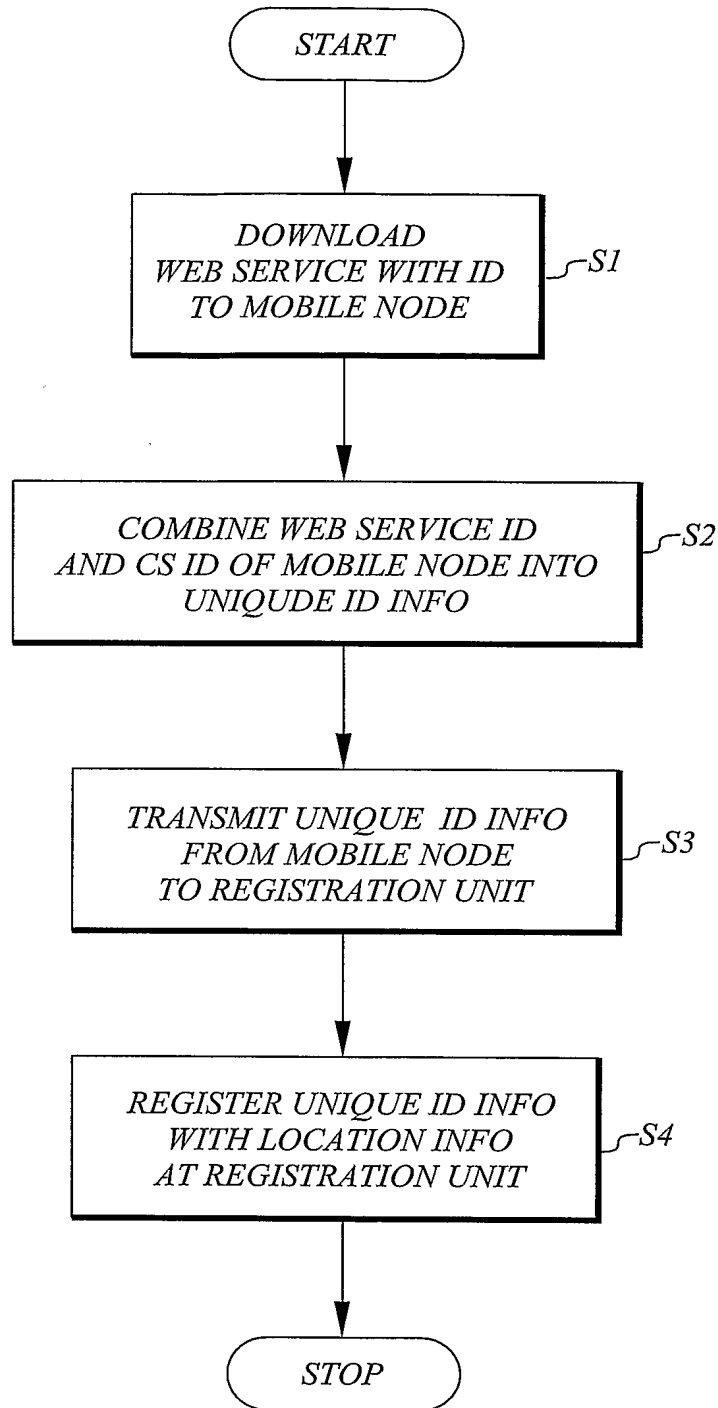 START
DOWNLOAD
WEB SERVICE WITH ID
TO MOBILE NODE
S1
COMBINE WEB SERVICE ID
AND CS ID OF MOBILE NODE INTO
UNIQUDE ID INFO
S2
TRANSMIT UNIQUE ID INFO
FROM MOBILE NODE
TO REGISTRATION UNIT
S3
REGISTER UNIQUE ID INFO
WITH LOCATION INFO
AT REGISTRATION UNIT
S4
STOP